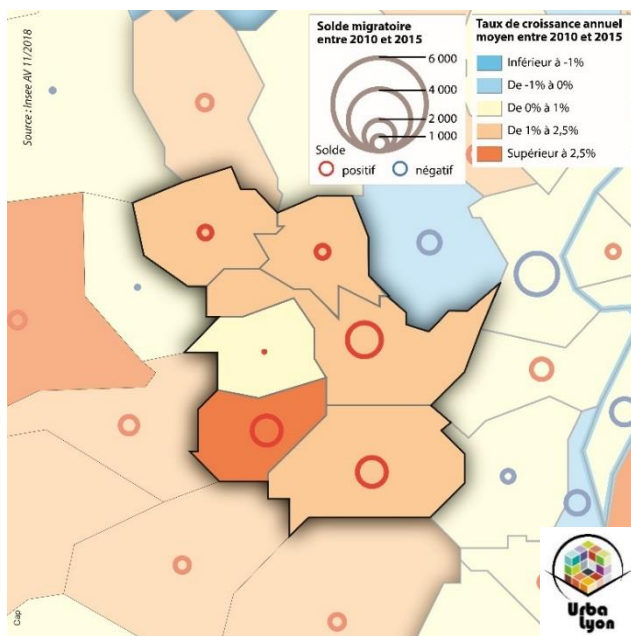 Source : Insee AV 11/2018
Solde migratoire
entre 2010 et 2015
6 000
4 000
2 000
1 000
Solde
positif
négatif
Taux de croissance annuel
moyen entre 2010 et 2015
Inférieur à -1%
De -1% à 0%
De 0% à 1%
De 1% à 2,5%
Supérieur à 2,5%
Cap
Urba
Lyon